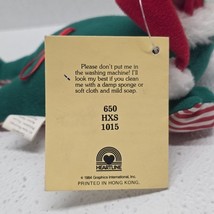 Please don't put me in
the washing machine! I'll
look my best if you can
me with a damp sponge or
soft cloth and mild soap.
650
HXS
1015
HEARTLINE
© 1984 Graphics International, Inc.
PRINTED IN HONG KONG.